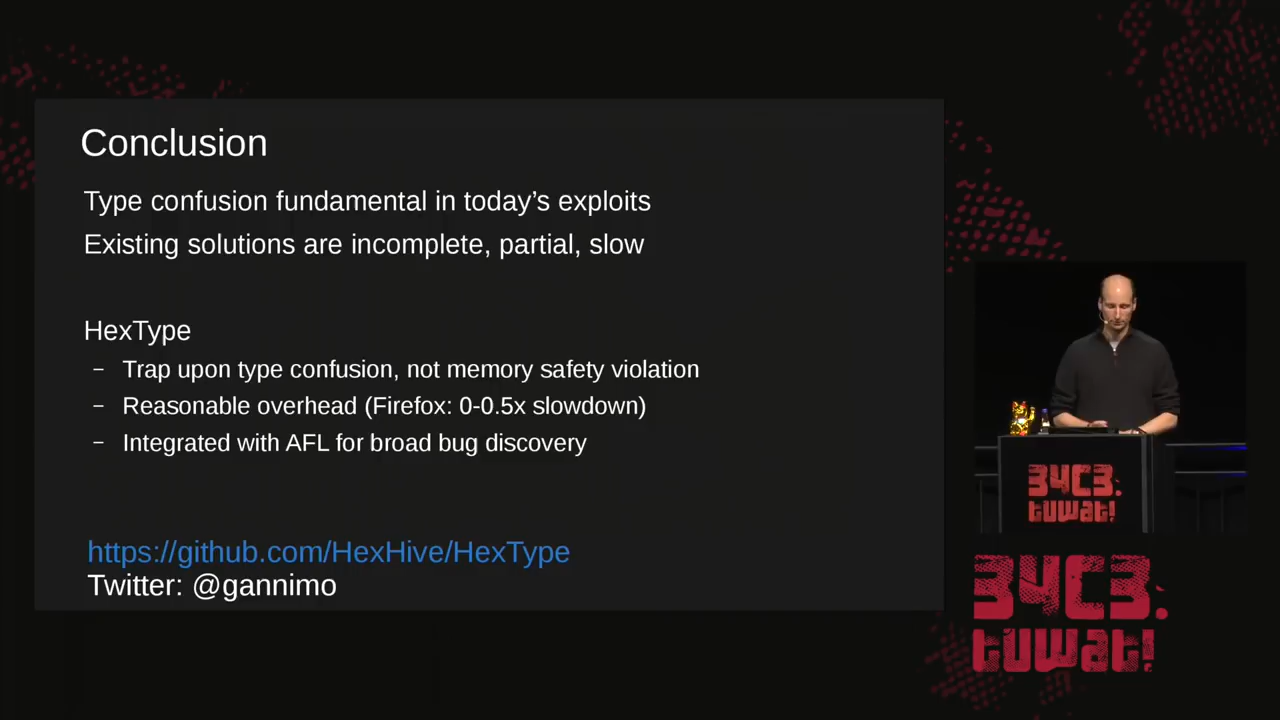 Conclusion
Type confusion fundamental in today’s exploits
Existing solutions are incomplete, partial, slow
HexType
– Trap upon type confusion, not memory safety violation
– Reasonable overhead (Firefox: 0-0.5x slowdown)
– Integrated with AFL for broad bug discovery
https://github.com/HexHive/HexType
Twitter: @gannimo
34C3.
tuwat!
34C3.
tuwat!